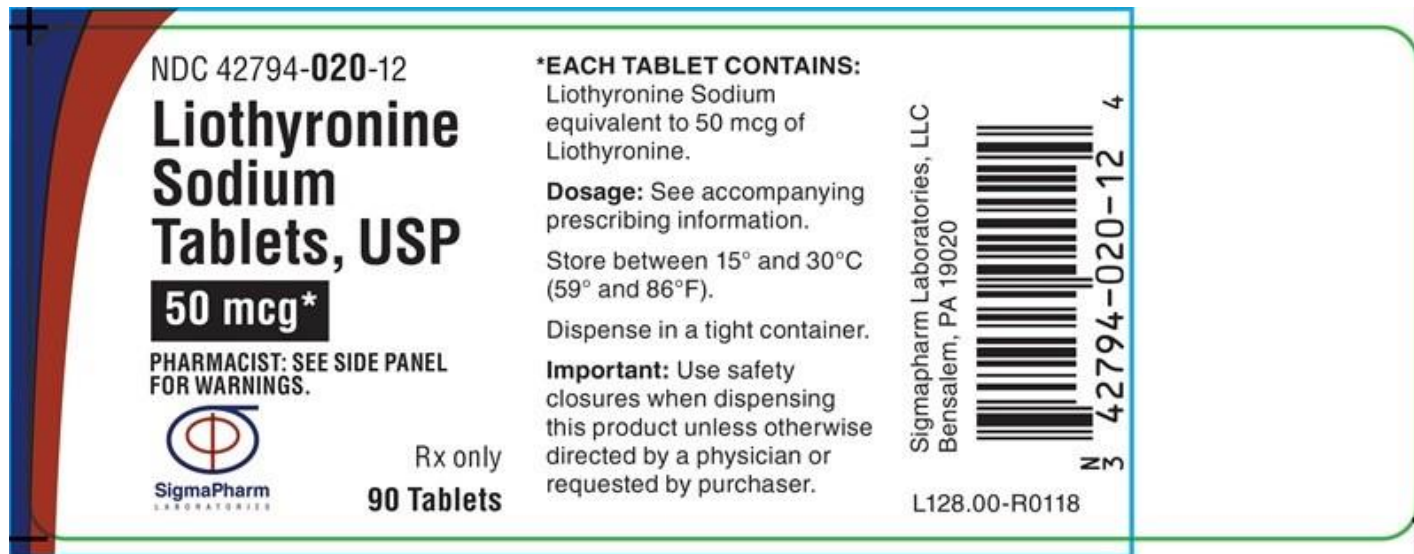 NDC 42794-020-12
Liothyronine
Sodium
Tablets, USP
50 mcg*
PHARMACIST: SEE SIDE PANEL
FOR WARNINGS.
SigmaPharm
LABORATORIES
Rx only
90 Tablets
*EACH TABLET CONTAINS:
Liothyronine Sodium
equivalent to 50 mcg of
Liothyronine.
Dosage: See accompanying
prescribing information.
Store between 15° and 30°C
(59° and 86°F).
Dispense in a tight container.
Important: Use safety
closures when dispensing
this product unless otherwise
directed by a physician or
requested by purchaser.
Sigmapharm Laboratories, LLC
Bensalem, PA 19020
N
3 42794-020-12 4
L128.00-R0118